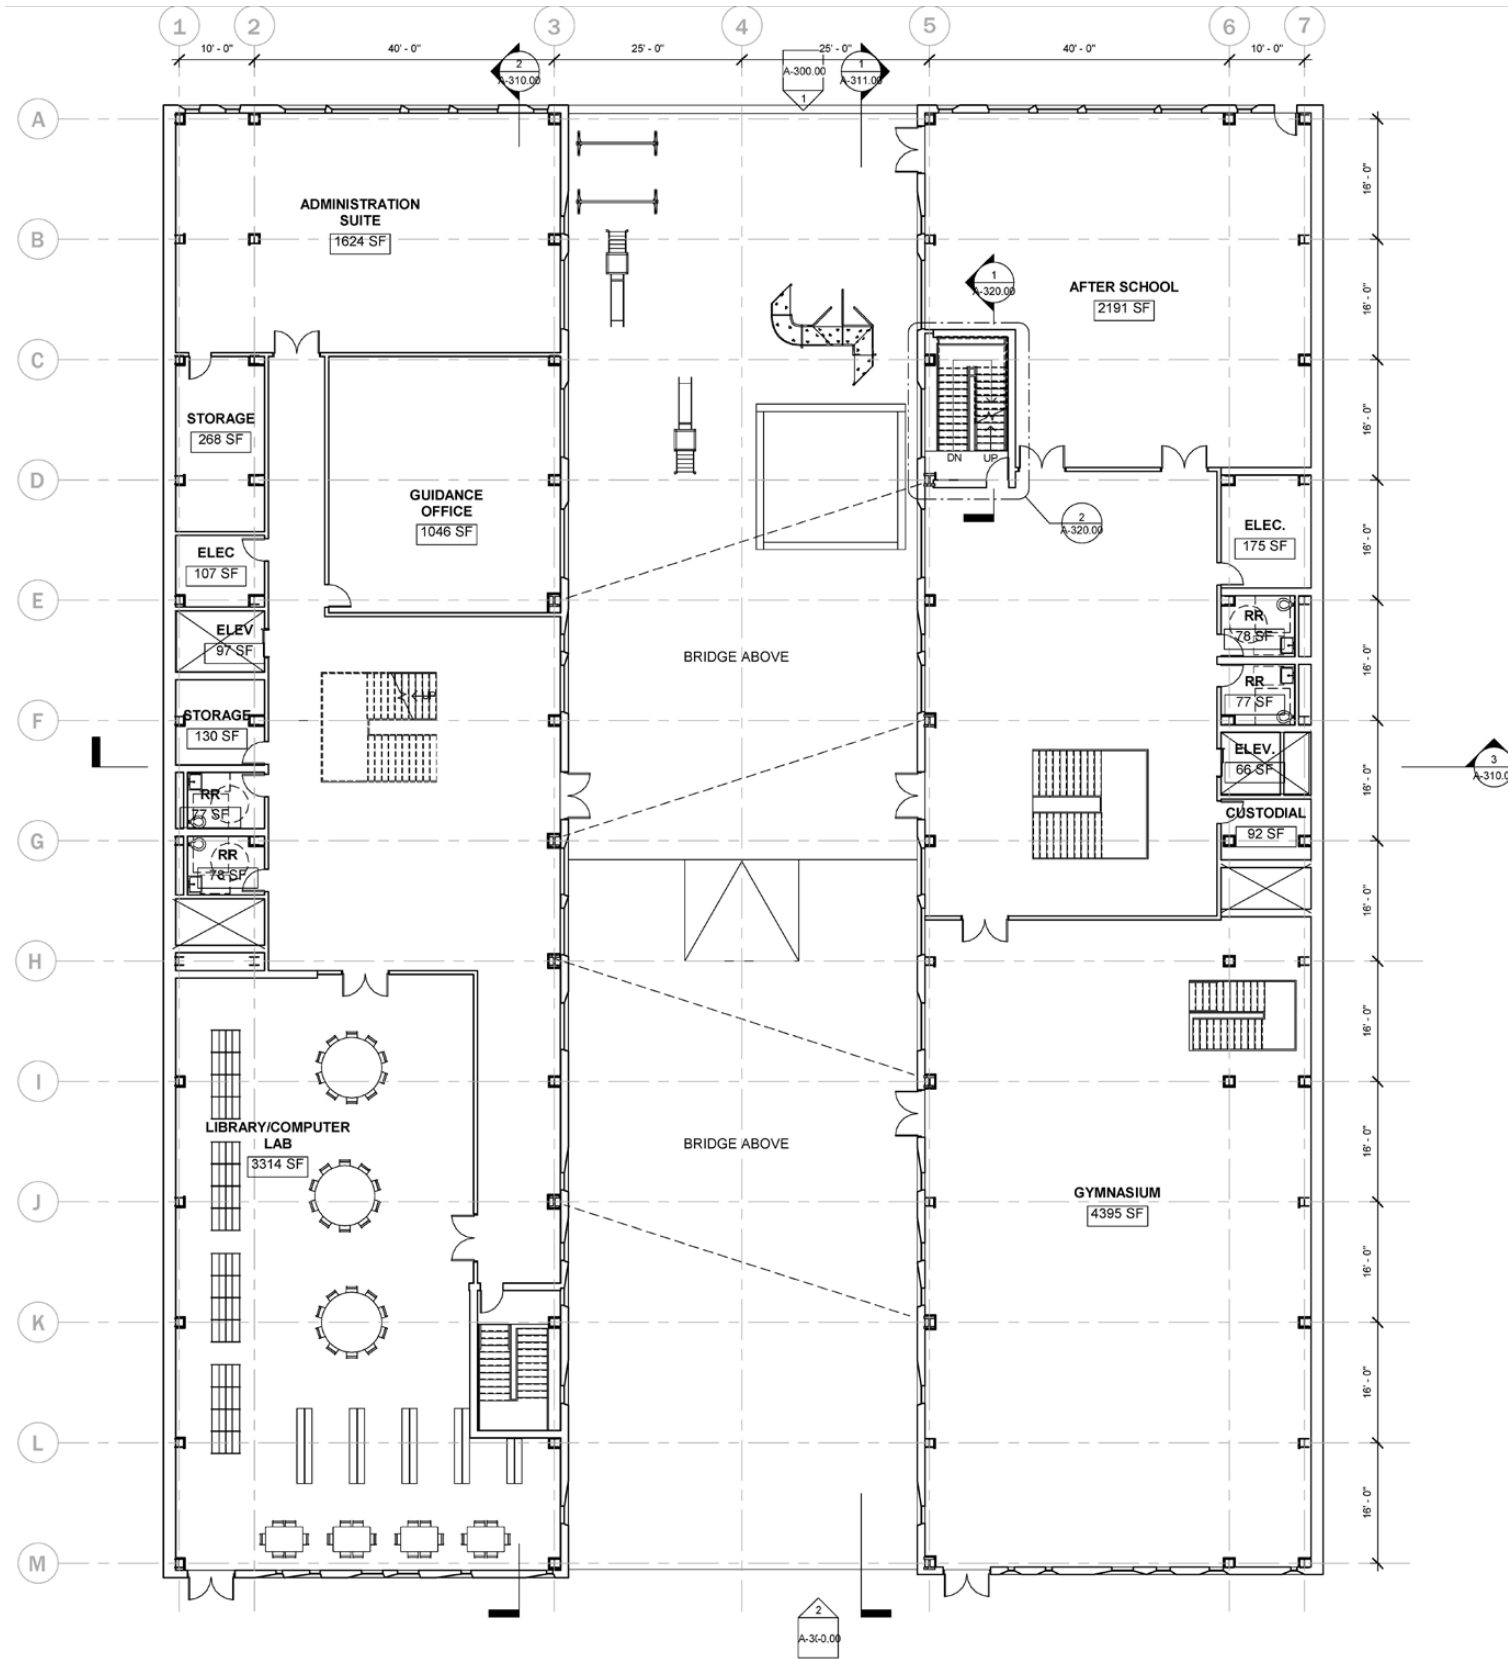 1 2 3 4 5 6 7
10' - 0" 40' - 0" 25' - 0" 25' - 0" 40' - 0" 10' - 0"
2
A-310.00
A-300.00
1
1
A-311.00
A
16' - 0"
ADMINISTRATION
SUITE
1624 SF
B
16' - 0"
1
A-320.00
AFTER SCHOOL
2191 SF
C
16' - 0"
STORAGE
268 SF
DN UP
D
GUIDANCE
OFFICE
1046 SF
2
A-320.00
ELEC.
175 SF
16' - 0"
ELEC
107 SF
E
RR
78 SF
ELEV
97 SF
BRIDGE ABOVE
16' - 0"
RR
77 SF
UP
F
STORAGE
130 SF
ELEV.
66 SF
3
16' - 0"
RR
77 SF
CUSTODIAL
92 SF
G
RR
78 SF
16' - 0"
H
16' - 0"
I
LIBRARY/COMPUTER
LAB
3314 SF
BRIDGE ABOVE
16' - 0"
GYMNASIUM
4395 SF
J
16' - 0"
K
16' - 0"
L
16' - 0"
M
2